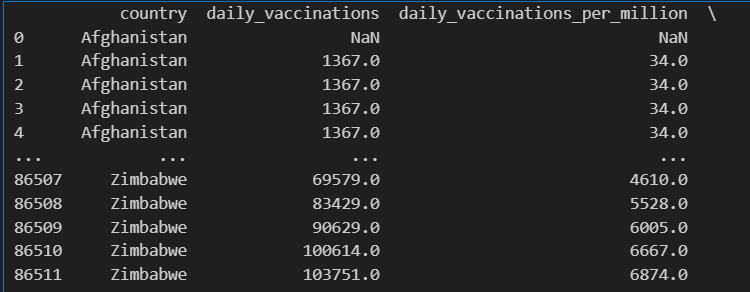 country daily_vaccinations daily_vaccinations_per_million \
0 Afghanistan NaN NaN
1 Afghanistan 1367.0 34.0
2 Afghanistan 1367.0 34.0
3 Afghanistan 1367.0 34.0
4 Afghanistan 1367.0 34.0
... ... ... ...
86507 Zimbabwe 69579.0 4610.0
86508 Zimbabwe 83429.0 5528.0
86509 Zimbabwe 90629.0 6005.0
86510 Zimbabwe 100614.0 6667.0
86511 Zimbabwe 103751.0 6874.0